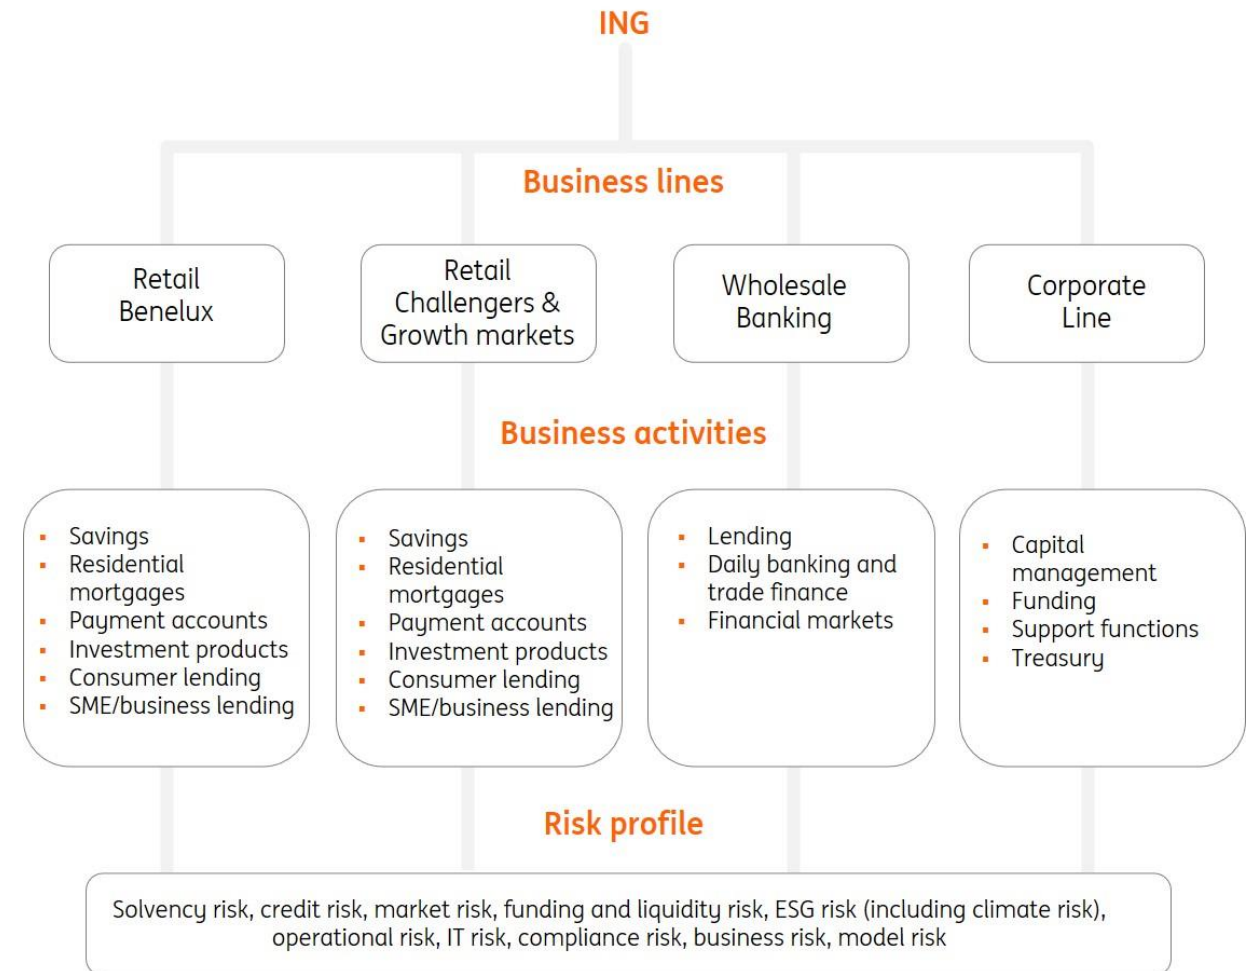 ING
Business lines
Retail
Benelux
Retail
Challengers &
Growth markets
Wholesale
Banking
Corporate
Line
Business activities
▪ Savings
▪ Residential
mortgages
▪ Payment accounts
▪ Investment products
▪ Consumer lending
▪ SME/business lending
▪ Savings
▪ Residential
mortgages
▪ Payment accounts
▪ Investment products
▪ Consumer lending
▪ SME/business lending
▪ Lending
▪ Daily banking and
trade finance
▪ Financial markets
▪ Capital
management
▪ Funding
▪ Support functions
▪ Treasury
Risk profile
Solvency risk, credit risk, market risk, funding and liquidity risk, ESG risk (including climate risk),
operational risk, IT risk, compliance risk, business risk, model risk